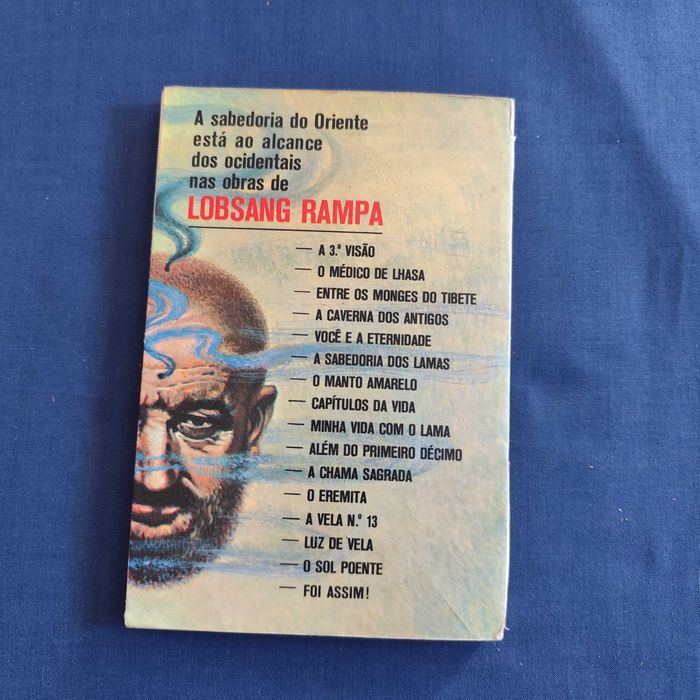 A sabedoria do Oriente
está ao alcance
dos ocidentais
nas obras de
LOBSANG RAMPA
— A 3.ª VISÃO
— O MÉDICO DE LHASA
— ENTRE OS MONGES DO TIBETE
— A CAVERNA DOS ANTIGOS
— VOCÊ E A ETERNIDADE
— A SABEDORIA DOS LAMAS
— O MANTO AMARELO
— CAPÍTULOS DA VIDA
— MINHA VIDA COM O LAMA
— ALÉM DO PRIMEIRO DÉCIMO
— A CHAMA SAGRADA
— O EREMITA
— A VELA N.º 13
— LUZ DE VELA
— O SOL POENTE
— FOI ASSIM!